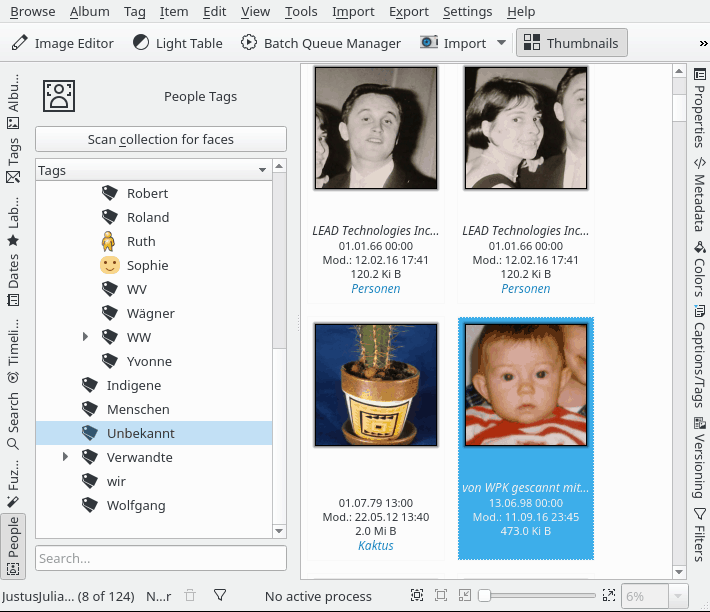 Browse Album Tag Item Edit View Tools Import Export Settings Help
Image Editor Light Table Batch Queue Manager Import Thumbnails »
Albu...
Tags
Lab...
Dates
Timeli...
Search
Fuz...
People
People Tags
Scan collection for faces
Tags
Robert
Roland
Ruth
Sophie
WV
Wägner
WW
Yvonne
Indigene
Menschen
Unbekannt
Verwandte
wir
Wolfgang
Search...
LEAD Technologies Inc...
01.01.66 00:00
Mod.: 12.02.16 17:41
120.2 Ki B
Personen
LEAD Technologies Inc...
01.01.66 00:00
Mod.: 12.02.16 17:41
120.2 Ki B
Personen
01.07.79 13:00
Mod.: 22.05.12 13:40
2.0 Mi B
Kaktus
von WPK gescannt mit...
13.06.98 00:00
Mod.: 11.09.16 23:45
473.0 Ki B
Properties
Metadata
Colors
Captions/Tags
Versioning
Filters
JustusJulia... (8 of 124) N...r No active process 6%